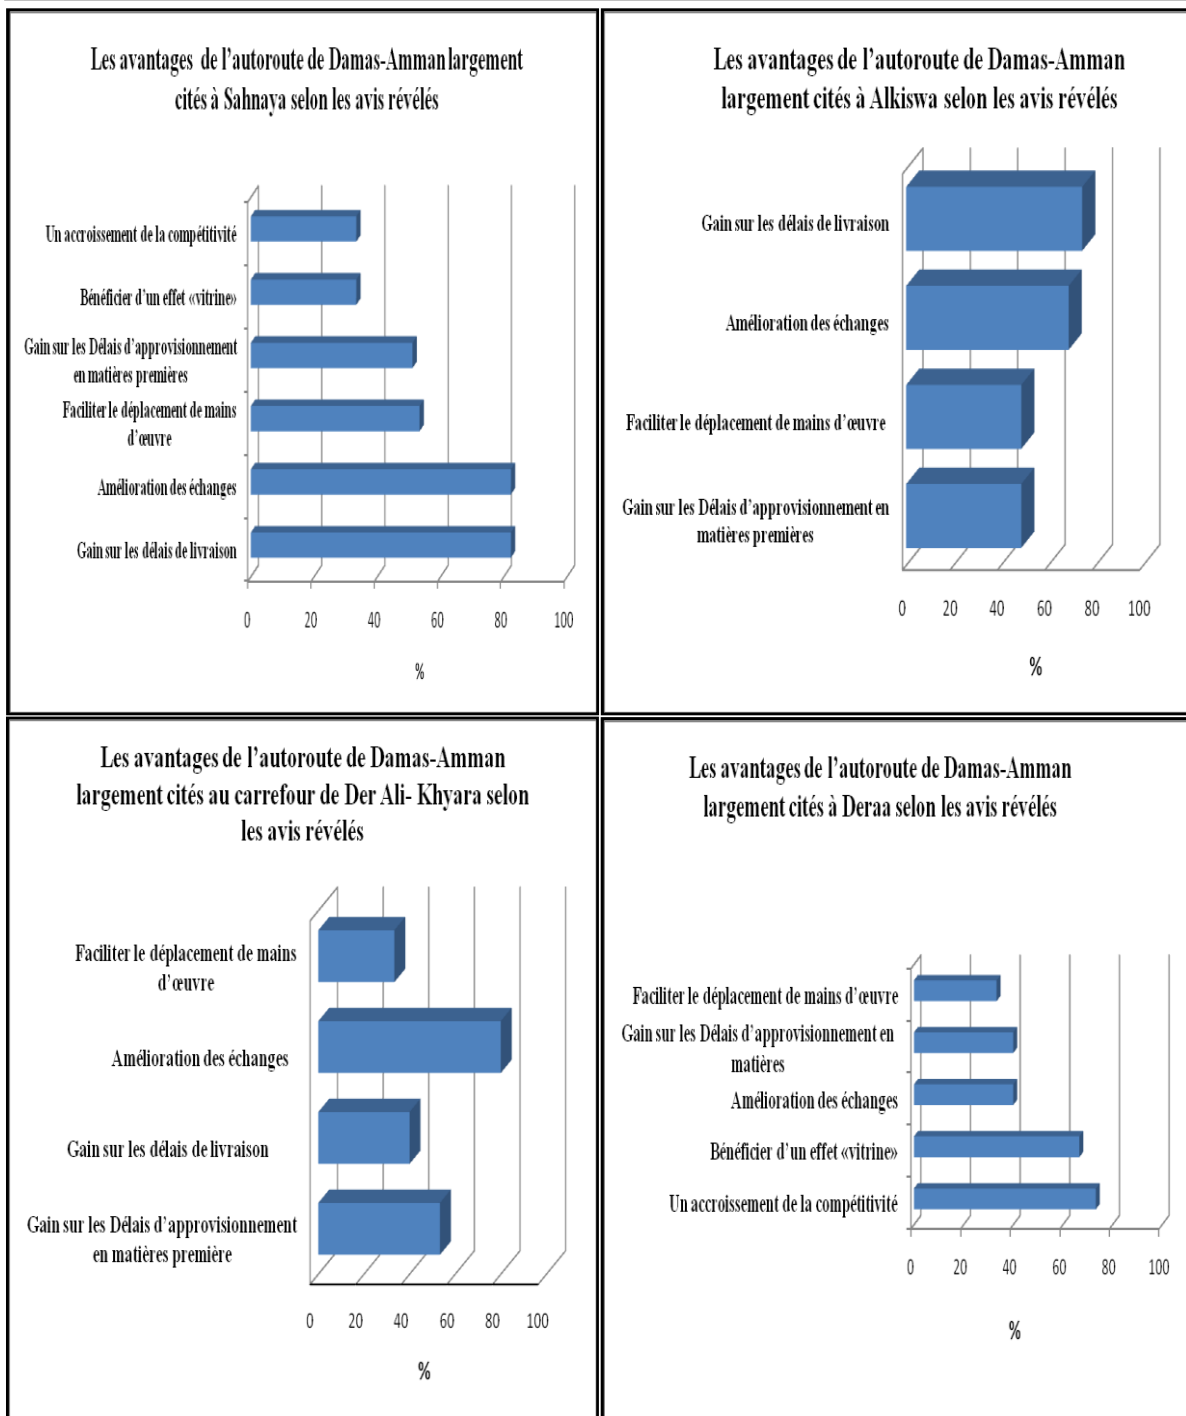 Les avantages de l’autoroute de Damas-Amman largement
cités à Sahnaya selon les avis révélés
Un accroissement de la compétitivité
Bénéficier d’un effet «vitrine»
Gain sur les Délais d’approvisionnement
en matières premières
Faciliter le déplacement de mains
d’œuvre
Amélioration des échanges
Gain sur les délais de livraison
0 20 40 60 80 100
%
Les avantages de l’autoroute de Damas-Amman
largement cités à Alkiswa selon les avis révélés
Gain sur les délais de livraison
Amélioration des échanges
Faciliter le déplacement de mains d’œuvre
Gain sur les Délais d’approvisionnement en
matières premières
0 20 40 60 80 100
%
Les avantages de l’autoroute de Damas-Amman
largement cités au carrefour de Der Ali- Khyara selon
les avis révélés
Faciliter le déplacement de mains
d’œuvre
Amélioration des échanges
Gain sur les délais de livraison
Gain sur les Délais d’approvisionnement
en matières première
0 20 40 60 80 100
%
Les avantages de l’autoroute de Damas-Amman
largement cités à Deraa selon les avis révélés
Faciliter le déplacement de mains d’œuvre
Gain sur les Délais d’approvisionnement en
matières
Amélioration des échanges
Bénéficier d’un effet «vitrine»
Un accroissement de la compétitivité
0 20 40 60 80 100
%